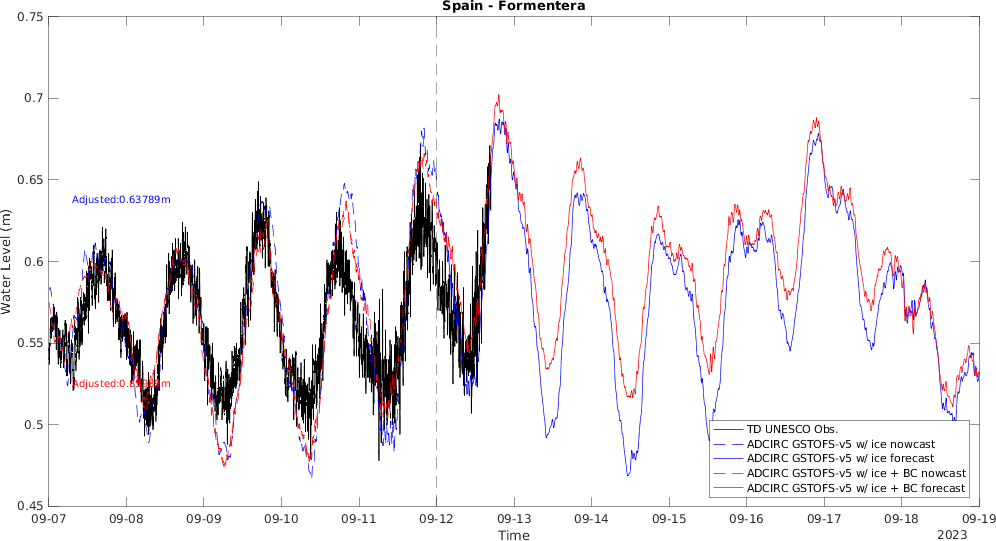 Spain - Formentera
0.75
0.7
0.65
0.6
0.55
0.5
0.45
Water Level (m)
Adjusted:0.63789m
TD UNESCO Obs.
ADCIRC GSTOFS-v5 w/ ice nowcast
ADCIRC GSTOFS-v5 w/ ice forecast
ADCIRC GSTOFS-v5 w/ ice + BC nowcast
ADCIRC GSTOFS-v5 w/ ice + BC forecast
09-07 09-08 09-09 09-10 09-11 09-12 09-13 09-14 09-15 09-16 09-17 09-18 09-19
Time
2023